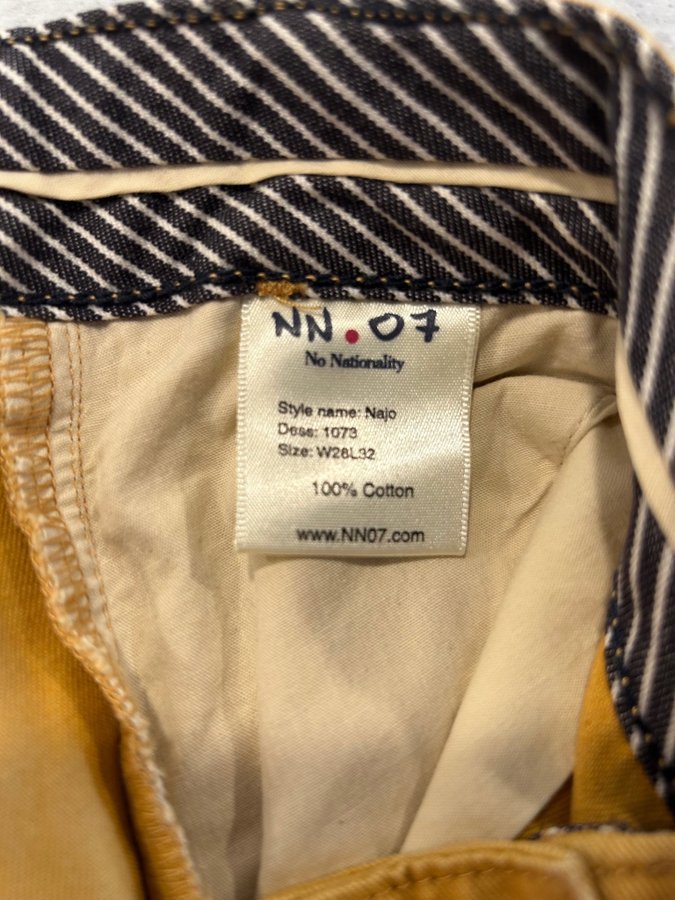 NN.07
No Nationality
Style name: Najo
Dess: 1073
Size: W28L32
100% Cotton
www.NN07.com